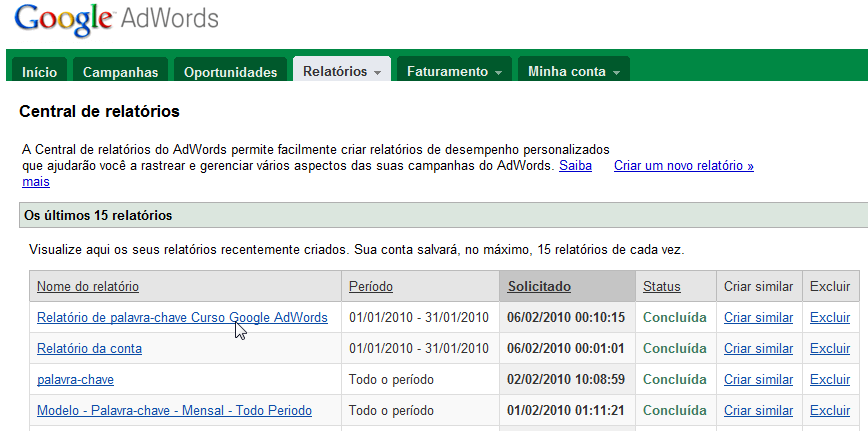 Google AdWords
Início Campanhas Oportunidades Relatórios Faturamento Minha conta
Central de relatórios
A Central de relatórios do AdWords permite facilmente criar relatórios de desempenho personalizados
que ajudarão você a rastrear e gerenciar vários aspectos das suas campanhas do AdWords. Saiba Criar um novo relatório »
mais
Os últimos 15 relatórios
Visualize aqui os seus relatórios recentemente criados. Sua conta salvará, no máximo, 15 relatórios de cada vez.
Nome do relatório Período Solicitado Status Criar similar Excluir
Relatório de palavra-chave Curso Google AdWords 01/01/2010 - 31/01/2010 06/02/2010 00:10:15 Concluída Criar similar Excluir
Relatório da conta 01/01/2010 - 31/01/2010 06/02/2010 00:01:01 Concluída Criar similar Excluir
palavra-chave Todo o período 02/02/2010 10:08:59 Concluída Criar similar Excluir
Modelo - Palavra-chave - Mensal - Todo Periodo Todo o período 01/02/2010 01:11:21 Concluída Criar similar Excluir